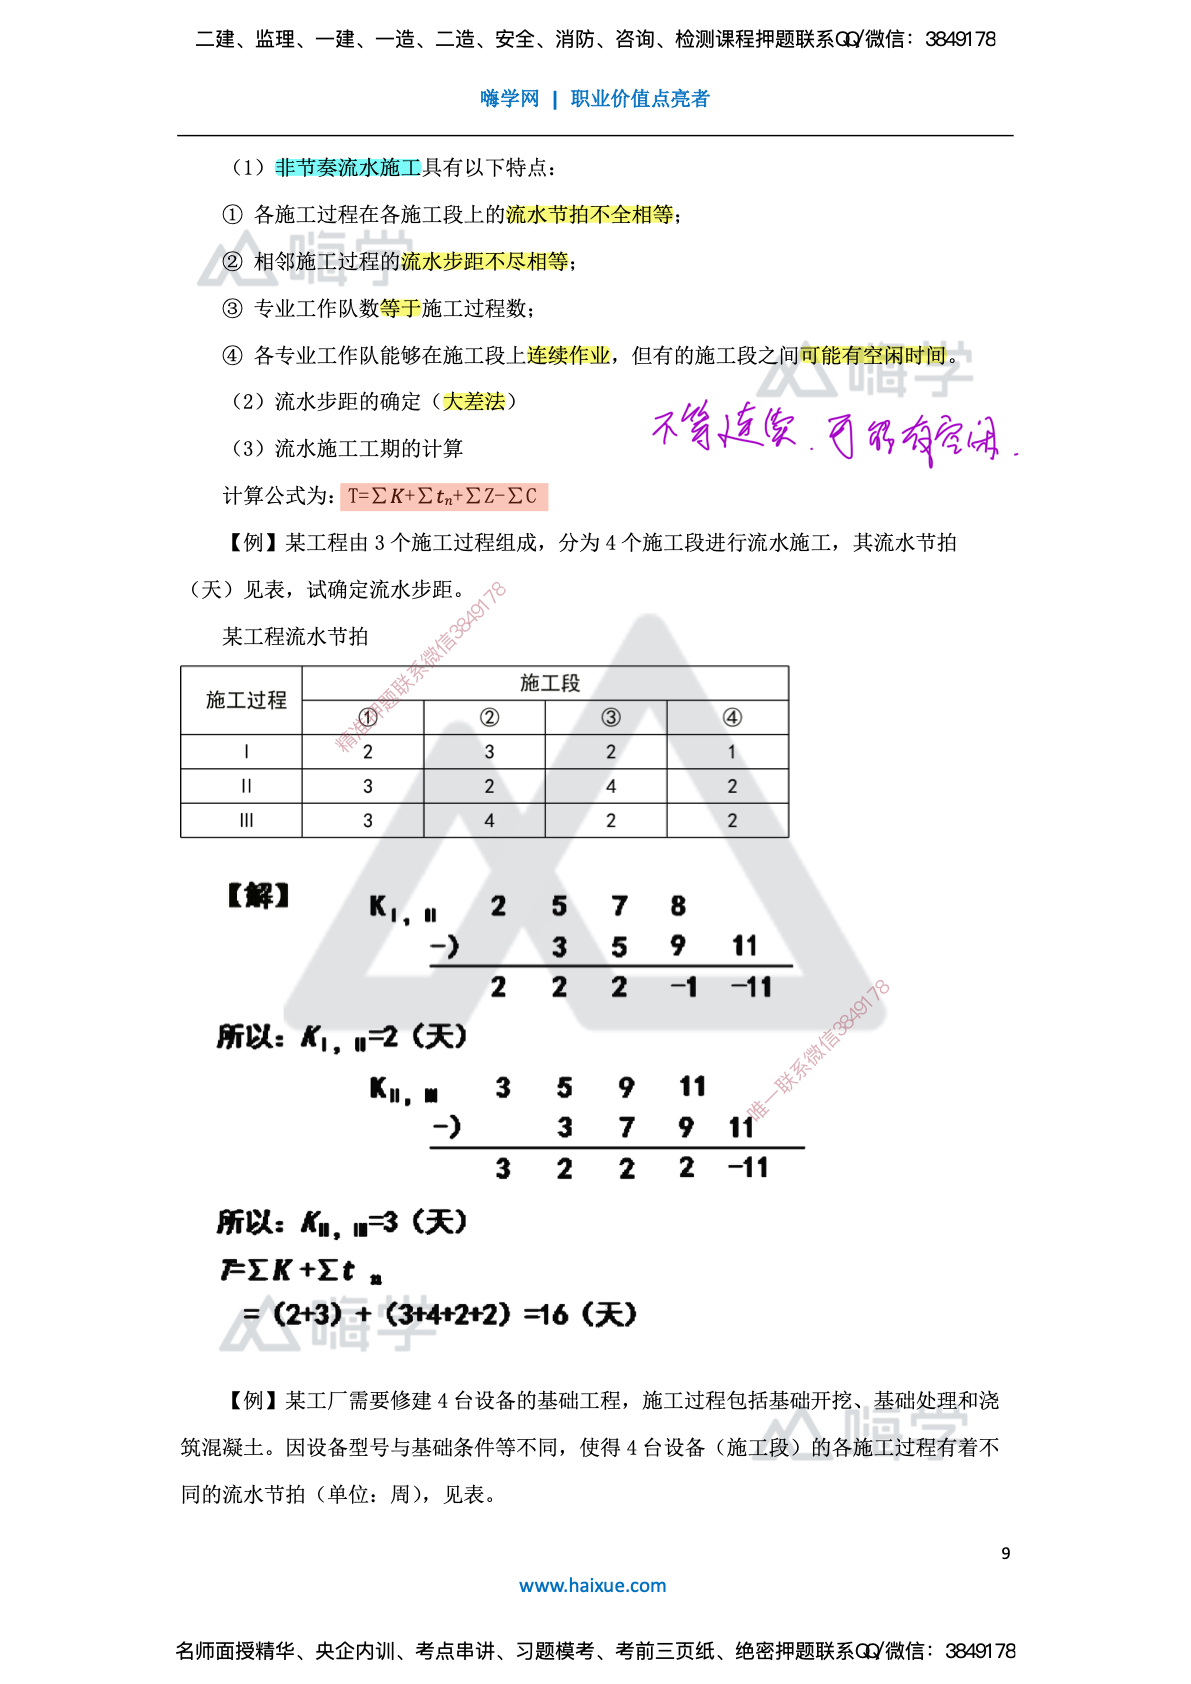 二建、监理、一建、一造、二造、安全、消防、咨询、检测课程押题联系QQ/微信：3849178
嗨学网 | 职业价值点亮者
（1）非节奏流水施工具有以下特点：
① 各施工过程在各施工段上的流水节拍不全相等；
嗨学
② 相邻施工过程的流水步距不尽相等；
③ 专业工作队数等于施工过程数；
④ 各专业工作队能够在施工段上连续作业，但有的施工段之间可能有空闲时间。
嗨学
（2）流水步距的确定（大差法）
不等连续.可能有空闲.
（3）流水施工工期的计算
计算公式为：T=∑K+∑tn+∑Z-∑C
【例】某工程由 3 个施工过程组成，分为 4 个施工段进行流水施工，其流水节拍
（天）见表，试确定流水步距。
精准押题联系微信3849178
某工程流水节拍
施工过程 施工段
① ② ③ ④
I 2 3 2 1
II 3 2 4 2
III 3 4 2 2
【解】
KI，II 2 5 7 8
-） 3 5 9 11
2 2 2 -1 -11
唯一联系微信3849178
所以：KI，II=2（天）
KII，III 3 5 9 11
-） 3 7 9 11
3 2 2 2 -11
所以：KII，III=3（天）
T=∑K+∑t n
=（2+3）+（3+4+2+2）=16（天）
嗨学
【例】某工厂需要修建 4 台设备的基础工程，施工过程包括基础开挖、基础处理和浇
嗨学
筑混凝土。因设备型号与基础条件等不同，使得 4 台设备（施工段）的各施工过程有着不
同的流水节拍（单位：周），见表。
9
www.haixue.com
名师面授精华、央企内训、考点串讲、习题模考、考前三页纸、绝密押题联系QQ/微信：3849178